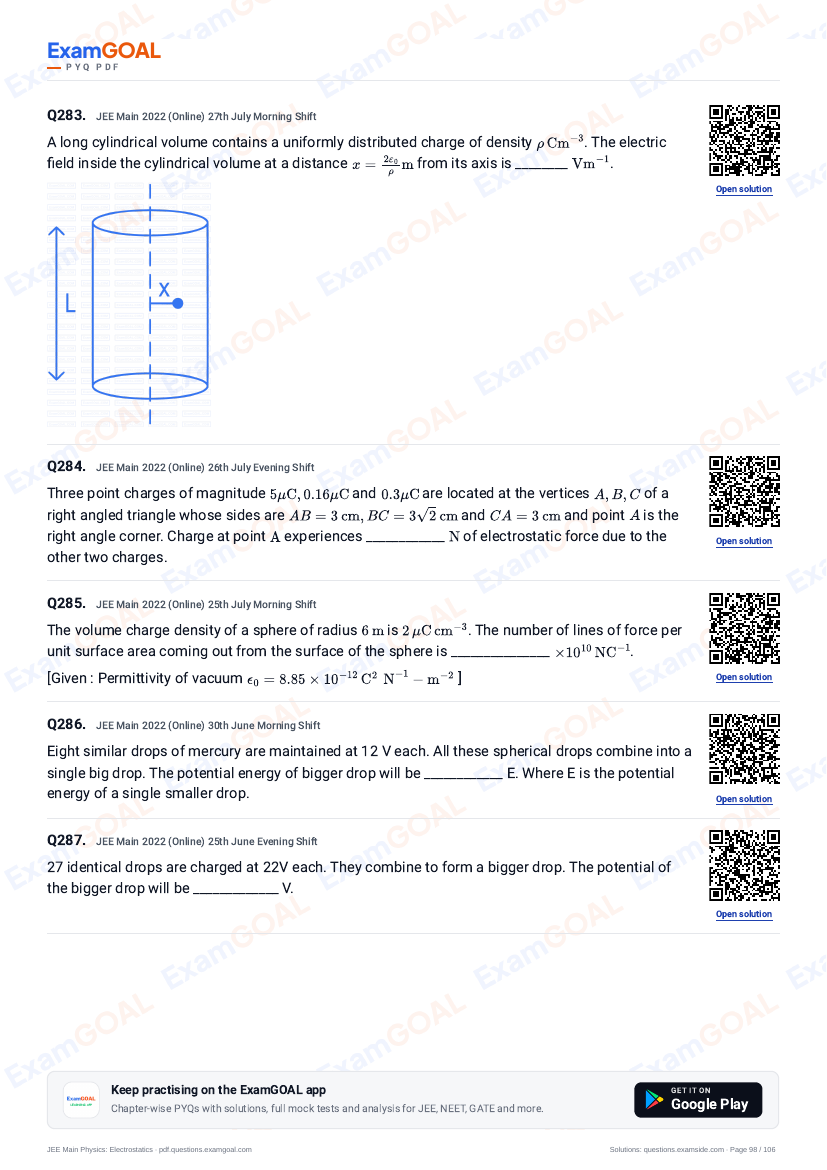 ExamGOAL
PYQ PDF
Q283. JEE Main 2022 (Online) 27th July Morning Shift
A long cylindrical volume contains a uniformly distributed charge of density ρ Cm⁻³. The electric
field inside the cylindrical volume at a distance x = 2ε₀/ρ m from its axis is ________ Vm⁻¹.
Open solution
L
X
Q284. JEE Main 2022 (Online) 26th July Evening Shift
Three point charges of magnitude 5μC, 0.16μC and 0.3μC are located at the vertices A, B, C of a
right angled triangle whose sides are AB = 3 cm, BC = 3√2 cm and CA = 3 cm and point A is the
right angle corner. Charge at point A experiences ____________ N of electrostatic force due to the
other two charges.
Open solution
Q285. JEE Main 2022 (Online) 25th July Morning Shift
The volume charge density of a sphere of radius 6 m is 2 μC cm⁻³. The number of lines of force per
unit surface area coming out from the surface of the sphere is _______________ ×10¹⁰ NC⁻¹.
[Given : Permittivity of vacuum ϵ₀ = 8.85 × 10⁻¹² C² N⁻¹ − m⁻² ]
Open solution
Q286. JEE Main 2022 (Online) 30th June Morning Shift
Eight similar drops of mercury are maintained at 12 V each. All these spherical drops combine into a
single big drop. The potential energy of bigger drop will be ____________ E. Where E is the potential
energy of a single smaller drop.
Open solution
Q287. JEE Main 2022 (Online) 25th June Evening Shift
27 identical drops are charged at 22V each. They combine to form a bigger drop. The potential of
the bigger drop will be _____________ V.
Open solution
ExamGOAL
Keep practising on the ExamGOAL app
Chapter-wise PYQs with solutions, full mock tests and analysis for JEE, NEET, GATE and more.
GET IT ON
Google Play
JEE Main Physics: Electrostatics · pdf.questions.examgoal.com
Solutions: questions.examside.com · Page 98 / 106